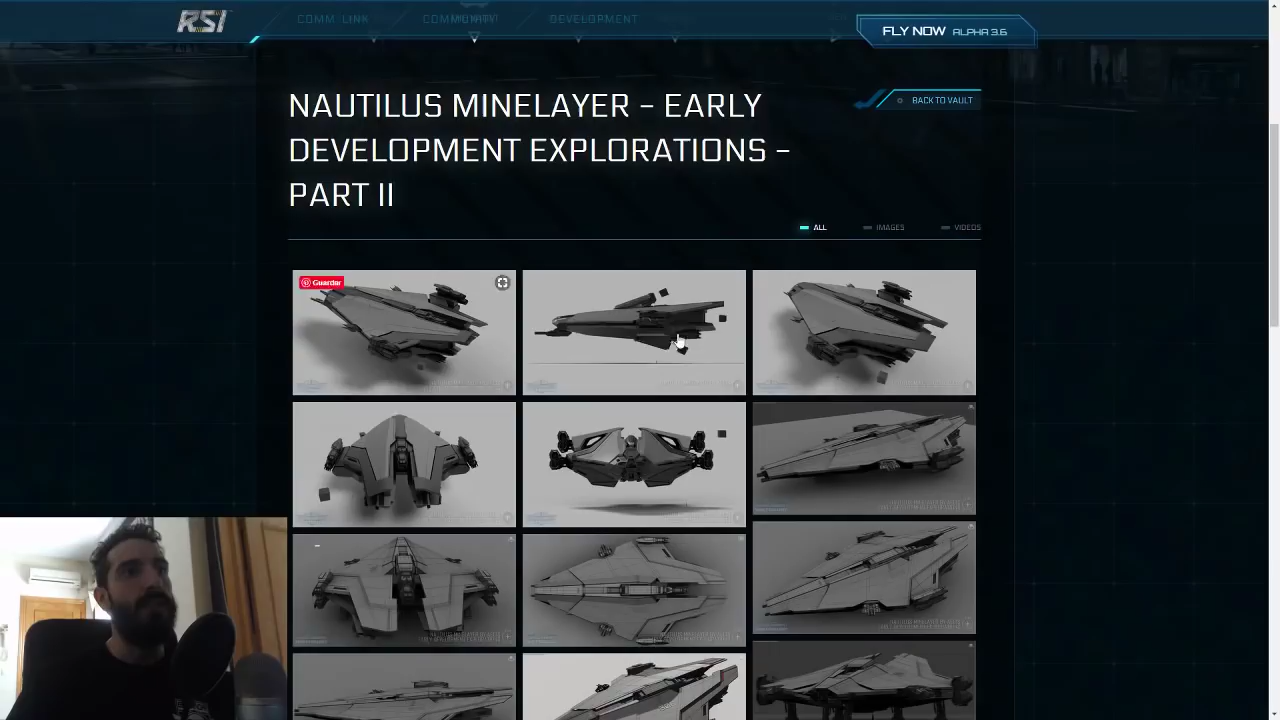 RSI
COMM-LINK
COMMUNITY
DEVELOPMENT
FLY NOW ALPHA 3.6
NAUTILUS MINELAYER – EARLY
DEVELOPMENT EXPLORATIONS –
PART II
BACK TO VAULT
ALL
IMAGES
VIDEOS
Guardar